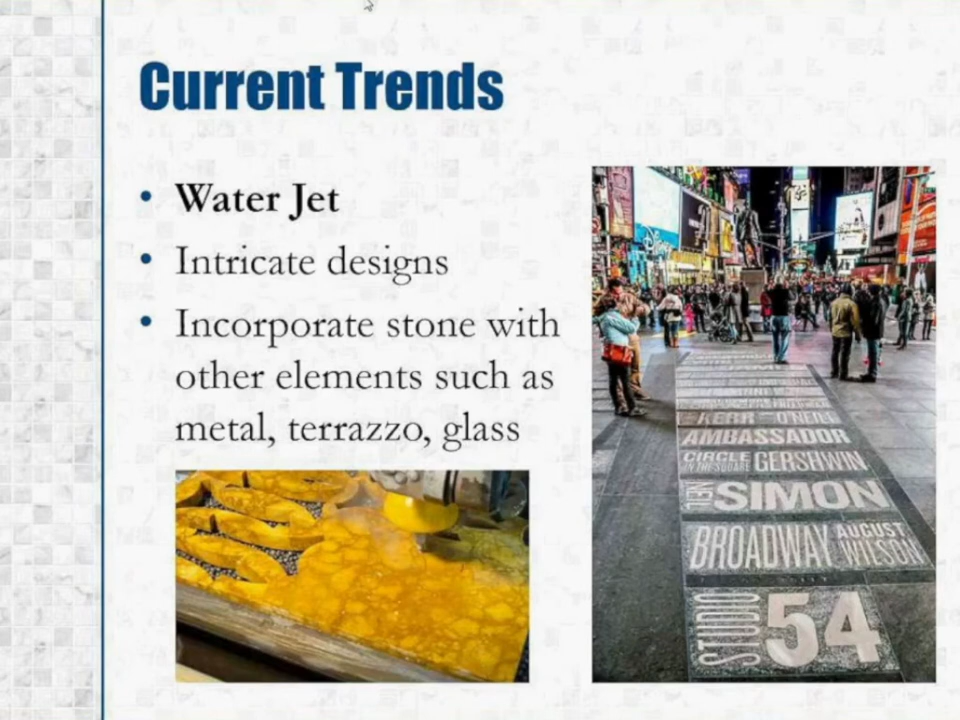 Current Trends
• Water Jet
• Intricate designs
• Incorporate stone with
other elements such as
metal, terrazzo, glass
Disney
KERR O'NEILL
AMBASSADOR
CIRCLE IN THE SQUARE GERSHWIN
NEIL SIMON
BROADWAY AUGUST WILSON
STUDIO 54